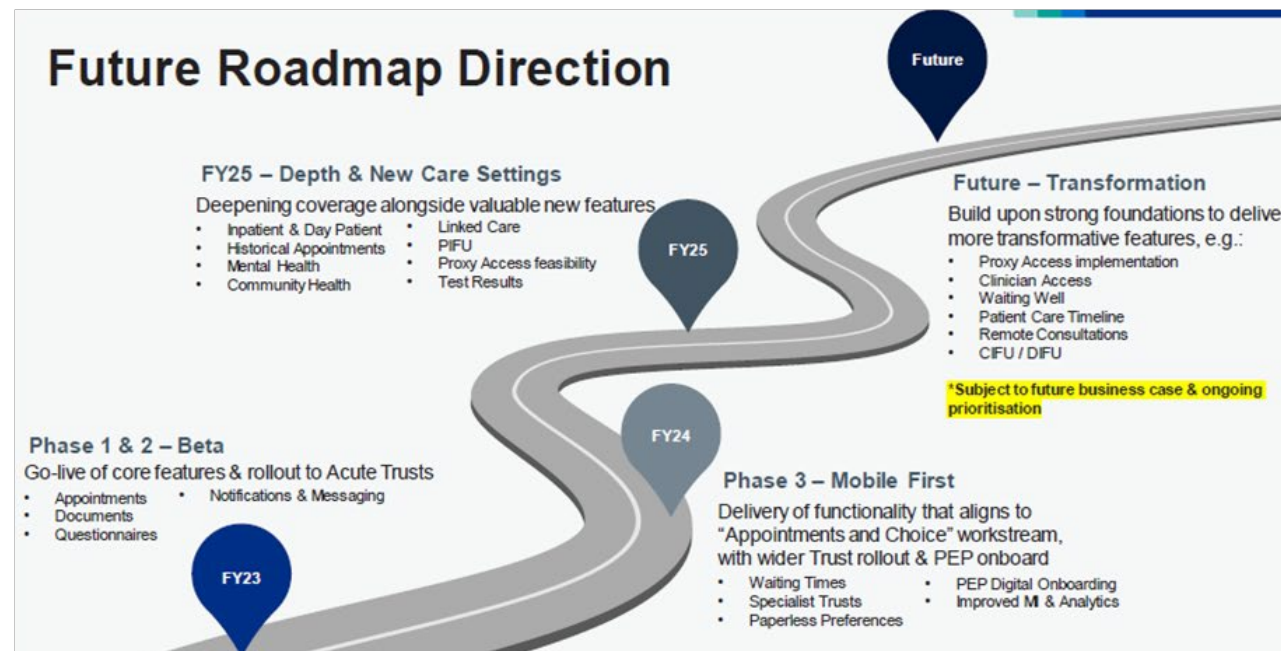 Future Roadmap Direction
Future
FY25 – Depth & New Care Settings
Deepening coverage alongside valuable new features
• Inpatient & Day Patient
• Historical Appointments
• Mental Health
• Community Health
• Linked Care
• PIFU
• Proxy Access feasibility
• Test Results
FY25
Future – Transformation
Build upon strong foundations to delive
more transformative features, e.g.:
• Proxy Access implementation
• Clinician Access
• Waiting Well
• Patient Care Timeline
• Remote Consultations
• CIFU / DIFU
*Subject to future business case & ongoing
prioritisation
FY24
Phase 1 & 2 – Beta
Go-live of core features & rollout to Acute Trusts
• Appointments
• Documents
• Questionnaires
• Notifications & Messaging
FY23
Phase 3 – Mobile First
Delivery of functionality that aligns to
“Appointments and Choice” workstream,
with wider Trust rollout & PEP onboard
• Waiting Times
• Specialist Trusts
• Paperless Preferences
• PEP Digital Onboarding
• Improved MI & Analytics